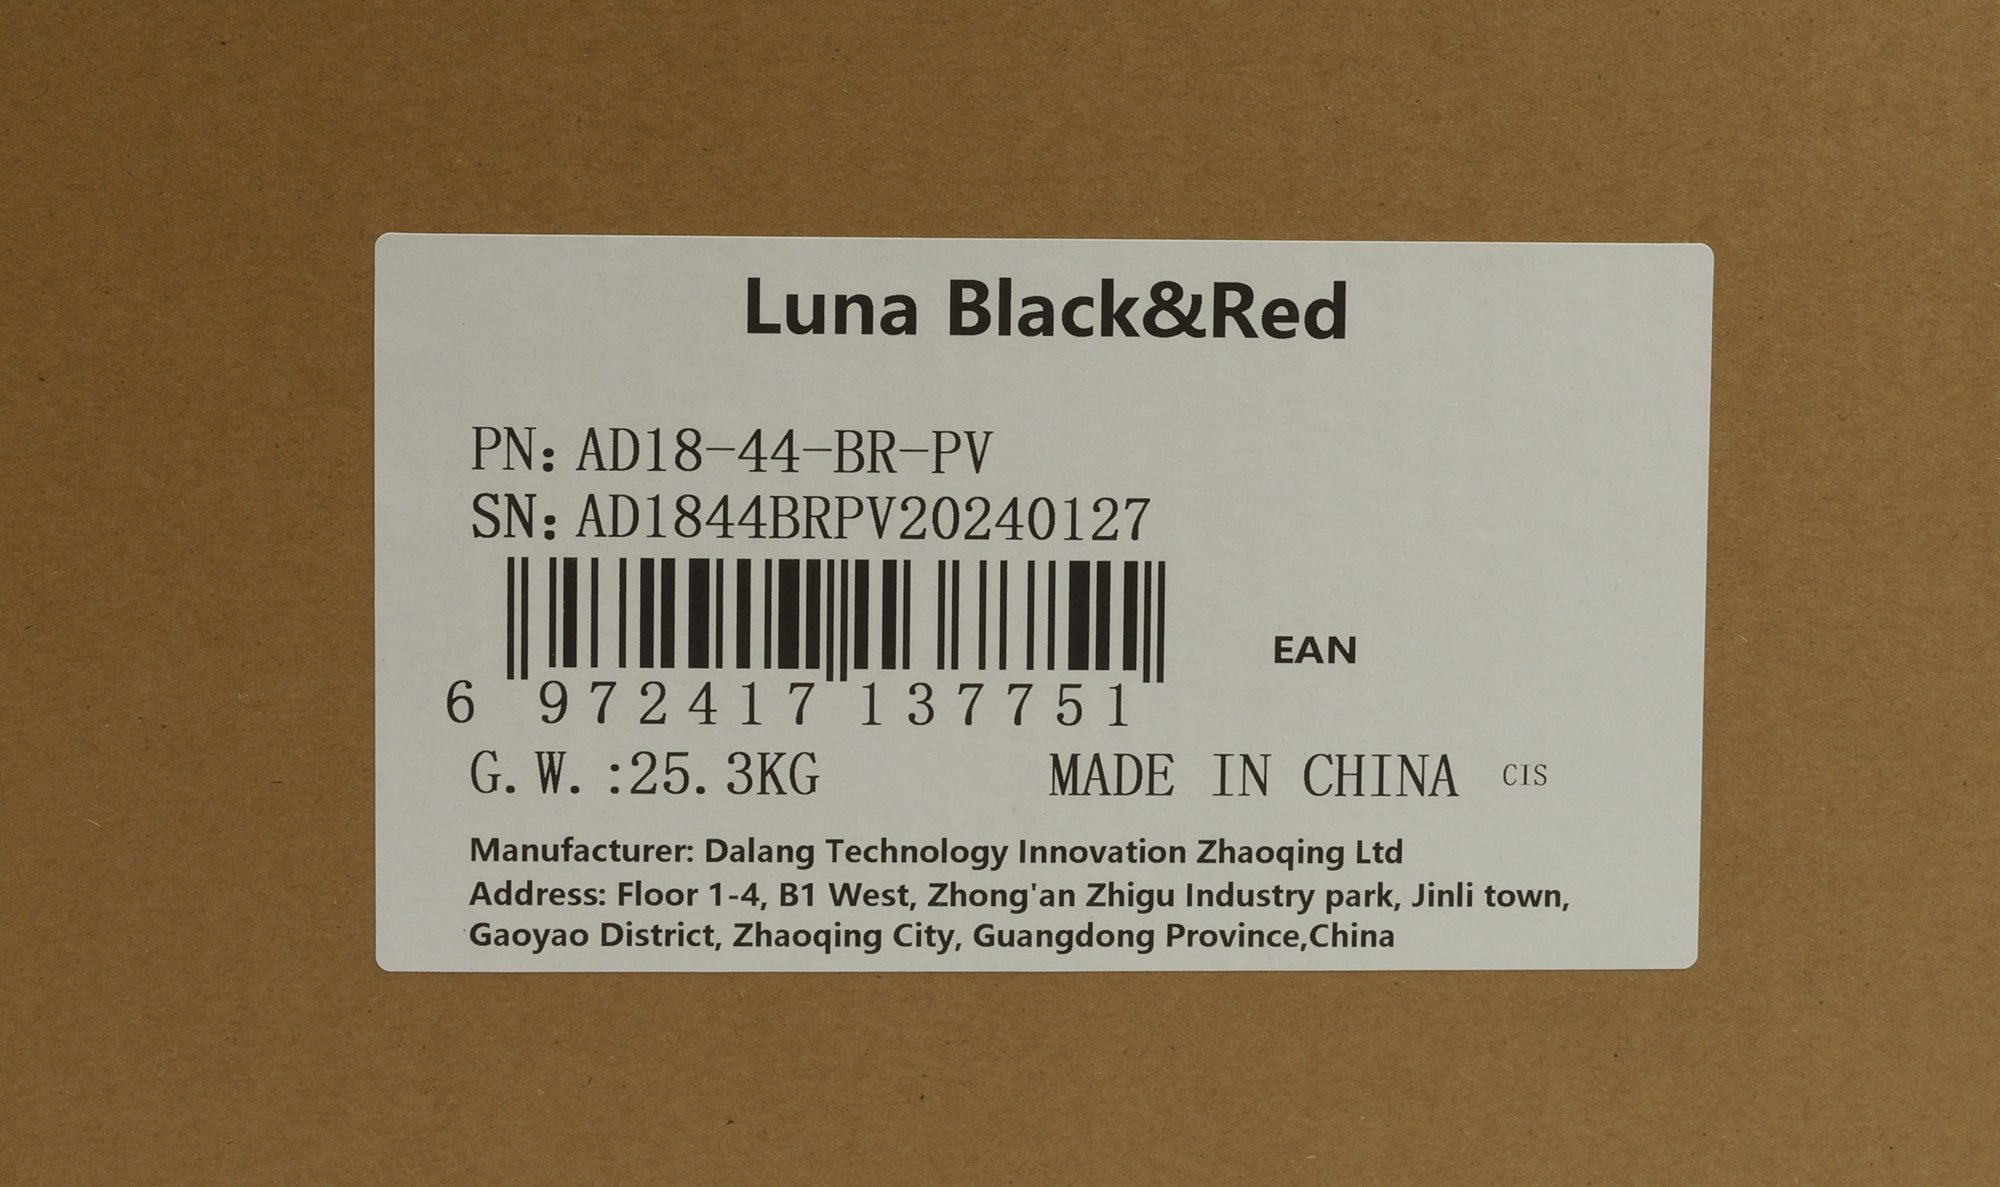 Luna Black&Red
PN: AD18-44-BR-PV
SN: AD1844BRPV20240127
EAN
6 972417 137751
G.W.:25.3KG MADE IN CHINA CIS
Manufacturer: Dalang Technology Innovation Zhaoqing Ltd
Address: Floor 1-4, B1 West, Zhong'an Zhigu Industry park, Jinli town,
Gaoyao District, Zhaoqing City, Guangdong Province,China